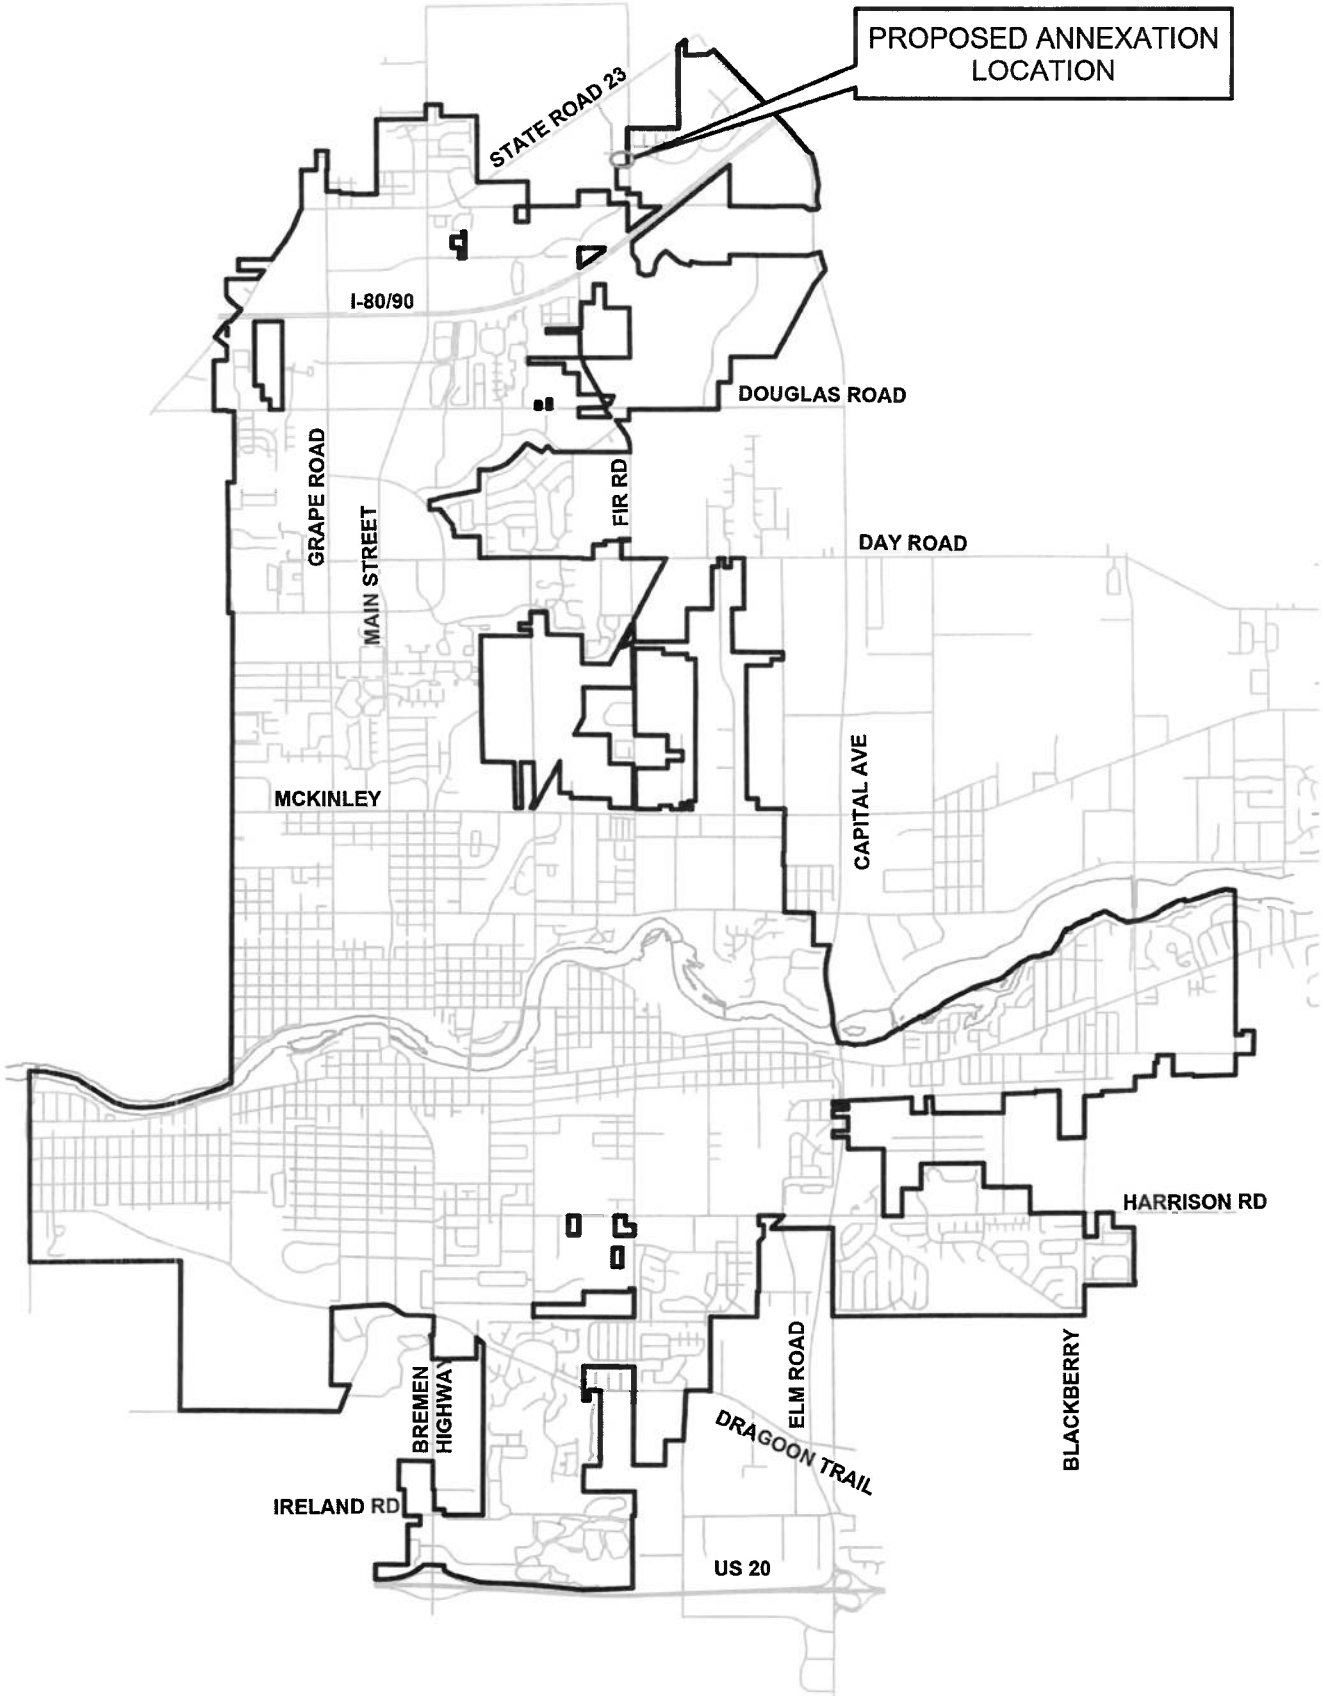 PROPOSED ANNEXATION
LOCATION
STATE ROAD 23
I-80/90
DOUGLAS ROAD
GRAPE ROAD
FIR RD
MAIN STREET
DAY ROAD
MCKINLEY
CAPITAL AVE
HARRISON RD
ELM ROAD
BLACKBERRY
BREMEN
HIGHWAY
DRAGOON TRAIL
IRELAND RD
US 20